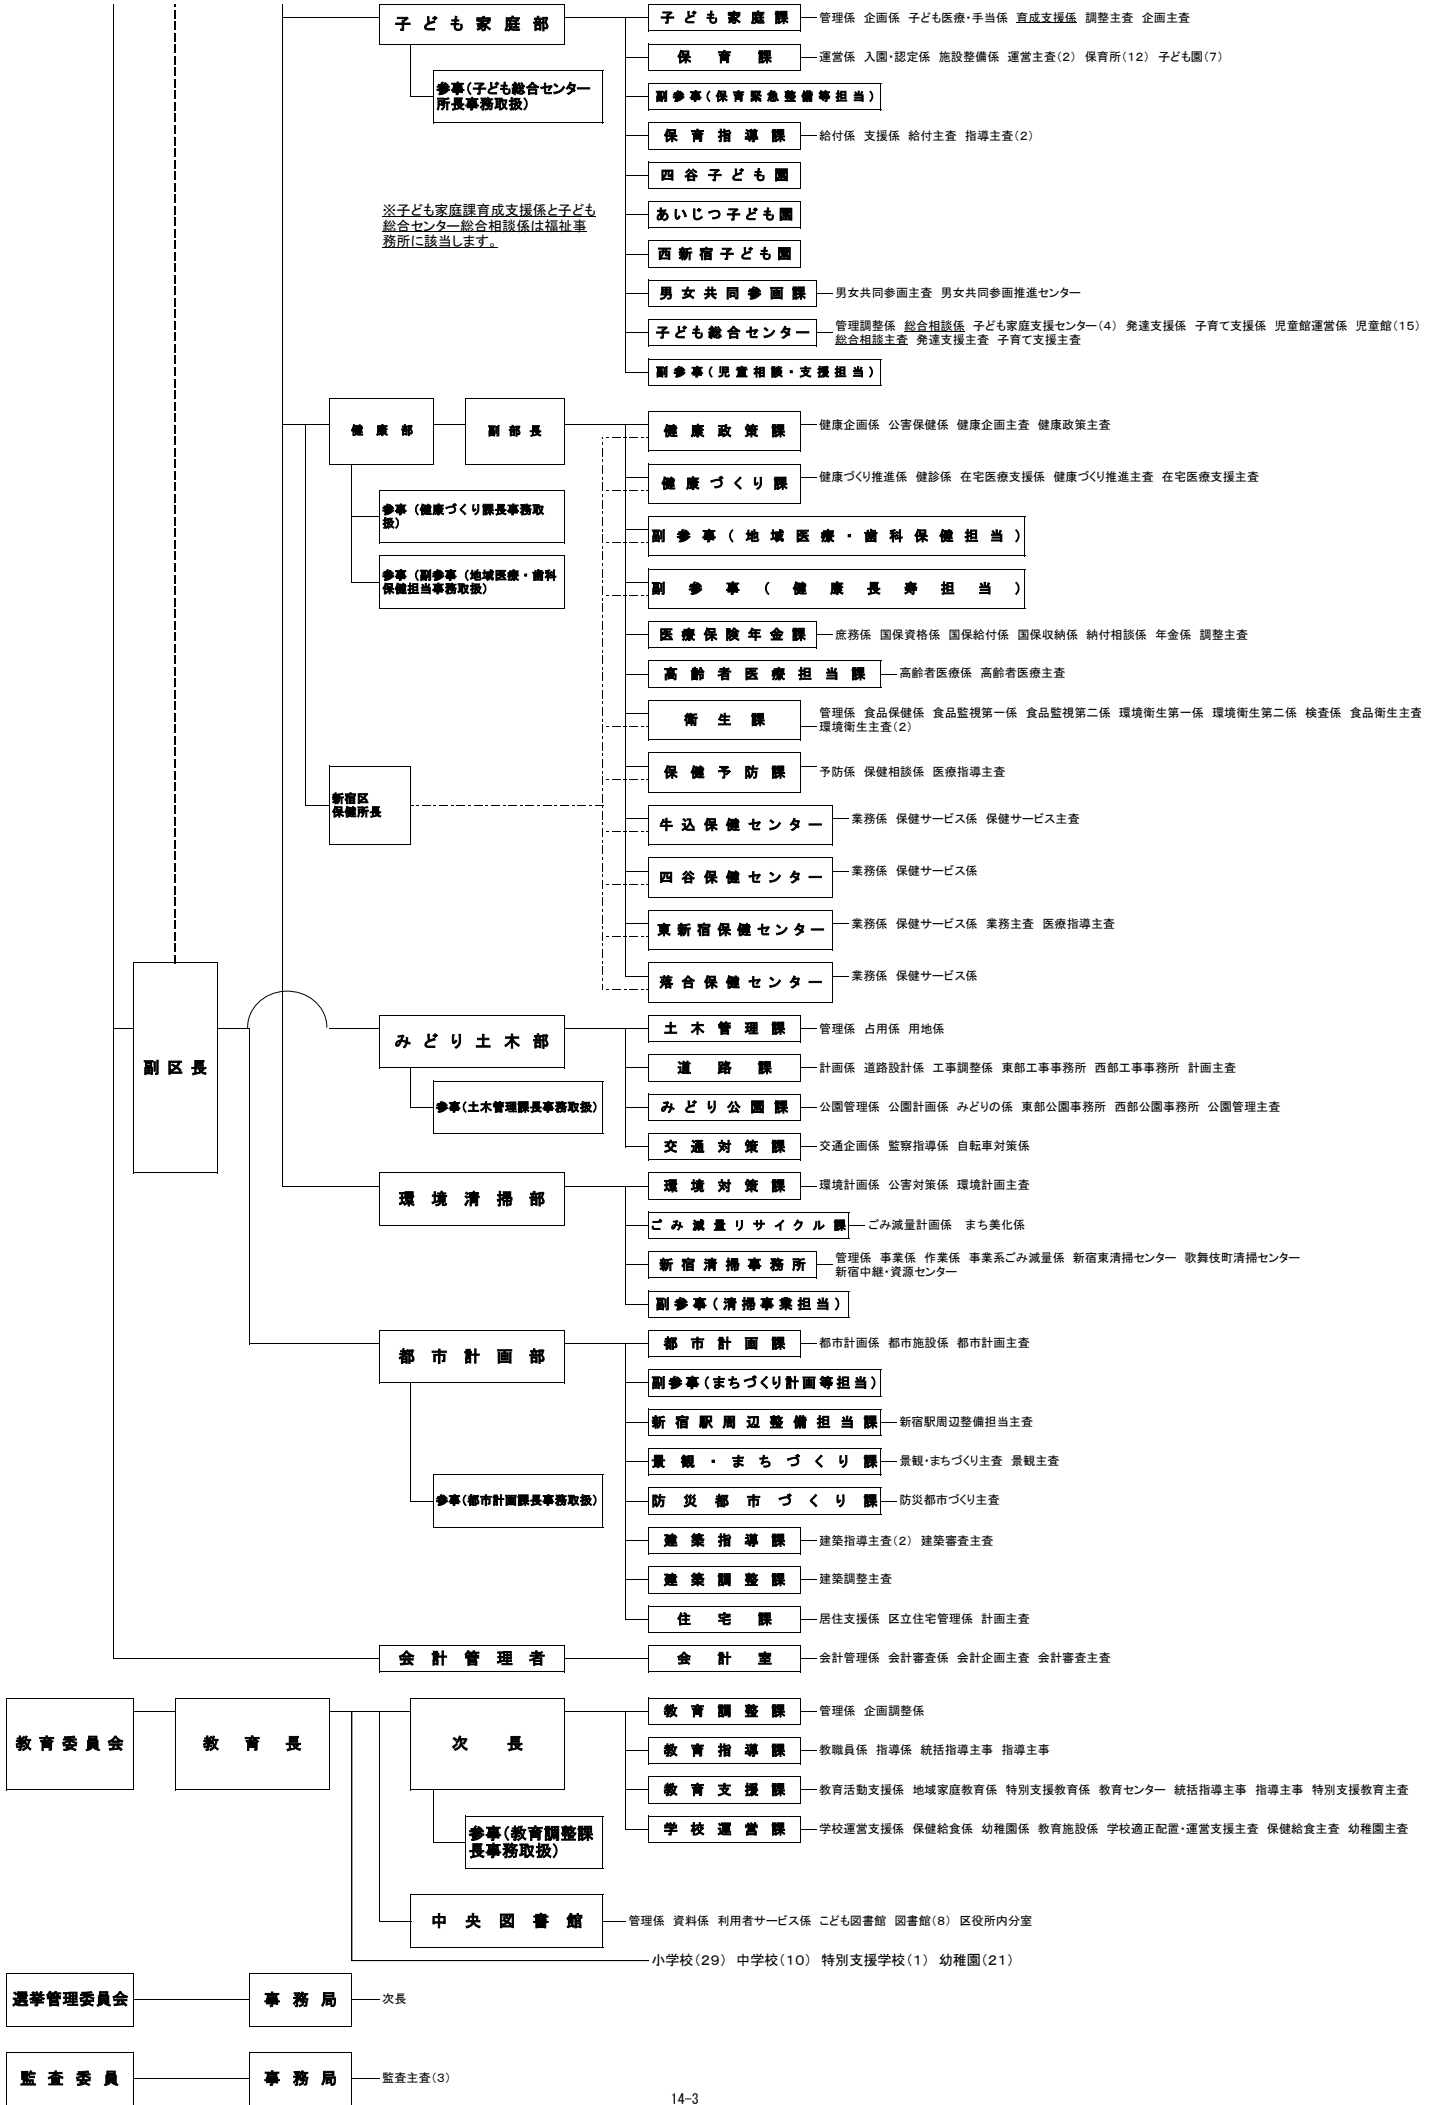 子ども家庭部
子ども家庭課
管理係 企画係 子ども医療・手当係 育成支援係 調整主査 企画主査
保育課
運営係 入園・認定係 施設整備係 運営主査(2) 保育所(12) 子ども園(7)
参事(子ども総合センター
所長事務取扱)
副参事(保育緊急整備等担当)
保育指導課
給付係 支援係 給付主査 指導主査(2)
四谷子ども園
※子ども家庭課育成支援係と子ども
総合センター総合相談係は福祉事
務所に該当します。
あいじつ子ども園
西新宿子ども園
男女共同参画課
男女共同参画主査 男女共同参画推進センター
子ども総合センター
管理調整係 総合相談係 子ども家庭支援センター(4) 発達支援係 子育て支援係 児童館運営係 児童館(15)
総合相談主査 発達支援主査 子育て支援主査
副参事(児童相談・支援担当)
健康部
副部長
健康政策課
健康企画係 公害保健係 健康企画主査 健康政策主査
健康づくり課
健康づくり推進係 健診係 在宅医療支援係 健康づくり推進主査 在宅医療支援主査
参事(健康づくり課長事務取
扱)
副参事(地域医療・歯科保健担当)
参事(副参事(地域医療・歯科
保健担当事務取扱)
副参事(健康長寿担当)
医療保険年金課
庶務係 国保資格係 国保給付係 国保収納係 納付相談係 年金係 調整主査
高齢者医療担当課
高齢者医療係 高齢者医療主査
衛生課
管理係 食品保健係 食品監視第一係 食品監視第二係 環境衛生第一係 環境衛生第二係 検査係 食品衛生主査
環境衛生主査(2)
保健予防課
予防係 保健相談係 医療指導主査
新宿区
保健所長
牛込保健センター
業務係 保健サービス係 保健サービス主査
四谷保健センター
業務係 保健サービス係
東新宿保健センター
業務係 保健サービス係 業務主査 医療指導主査
落合保健センター
業務係 保健サービス係
副区長
みどり土木部
土木管理課
管理係 占用係 用地係
道路課
計画係 道路設計係 工事調整係 東部工事事務所 西部工事事務所 計画主査
参事(土木管理課長事務取扱)
みどり公園課
公園管理係 公園計画係 みどりの係 東部公園事務所 西部公園事務所 公園管理主査
交通対策課
交通企画係 監察指導係 自転車対策係
環境清掃部
環境対策課
環境計画係 公害対策係 環境計画主査
ごみ減量リサイクル課
ごみ減量計画係 まち美化係
新宿清掃事務所
管理係 事業係 作業係 事業系ごみ減量係 新宿東清掃センター 歌舞伎町清掃センター
新宿中継・資源センター
副参事(清掃事業担当)
都市計画部
都市計画課
都市計画係 都市施設係 都市計画主査
副参事(まちづくり計画等担当)
新宿駅周辺整備担当課
新宿駅周辺整備担当主査
景観・まちづくり課
景観・まちづくり主査 景観主査
参事(都市計画課長事務取扱)
防災都市づくり課
防災都市づくり主査
建築指導課
建築指導主査(2) 建築審査主査
建築調整課
建築調整主査
住宅課
居住支援係 区立住宅管理係 計画主査
会計管理者
会計室
会計管理係 会計審査係 会計企画主査 会計審査主査
教育委員会
教育長
次長
教育調整課
管理係 企画調整係
教育指導課
教職員係 指導係 統括指導主事 指導主事
教育支援課
教育活動支援係 地域家庭教育係 特別支援教育係 教育センター 統括指導主事 指導主事 特別支援教育主査
参事(教育調整課
長事務取扱)
学校運営課
学校運営支援係 保健給食係 幼稚園係 教育施設係 学校適正配置・運営支援主査 保健給食主査 幼稚園主査
中央図書館
管理係 資料係 利用者サービス係 こども図書館 図書館(8) 区役所内分室
小学校(29) 中学校(10) 特別支援学校(1) 幼稚園(21)
選挙管理委員会
事務局
次長
監査委員
事務局
監査主査(3)
14-3